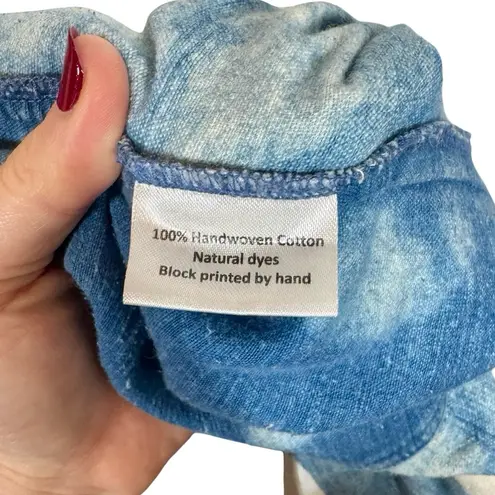 100% Handwoven Cotton
Natural dyes
Block printed by hand